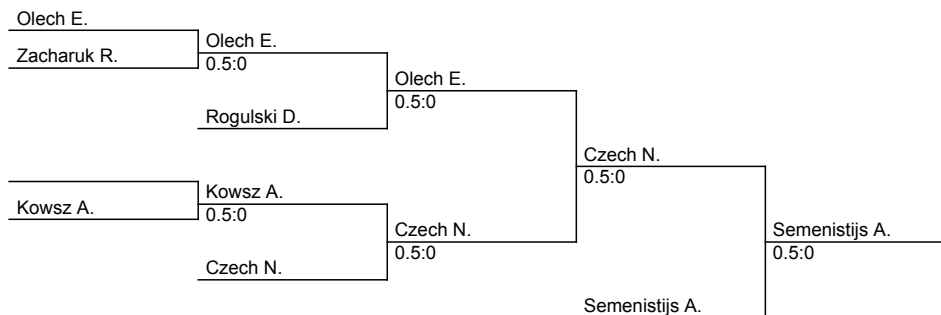 Olech E.
Zacharuk R.
Olech E.
0.5:0
Rogulski D.
Olech E.
0.5:0
Kowsz A.
Kowsz A.
0.5:0
Czech N.
Czech N.
0.5:0
Czech N.
0.5:0
Semenistijs A.
Semenistijs A.
0.5:0